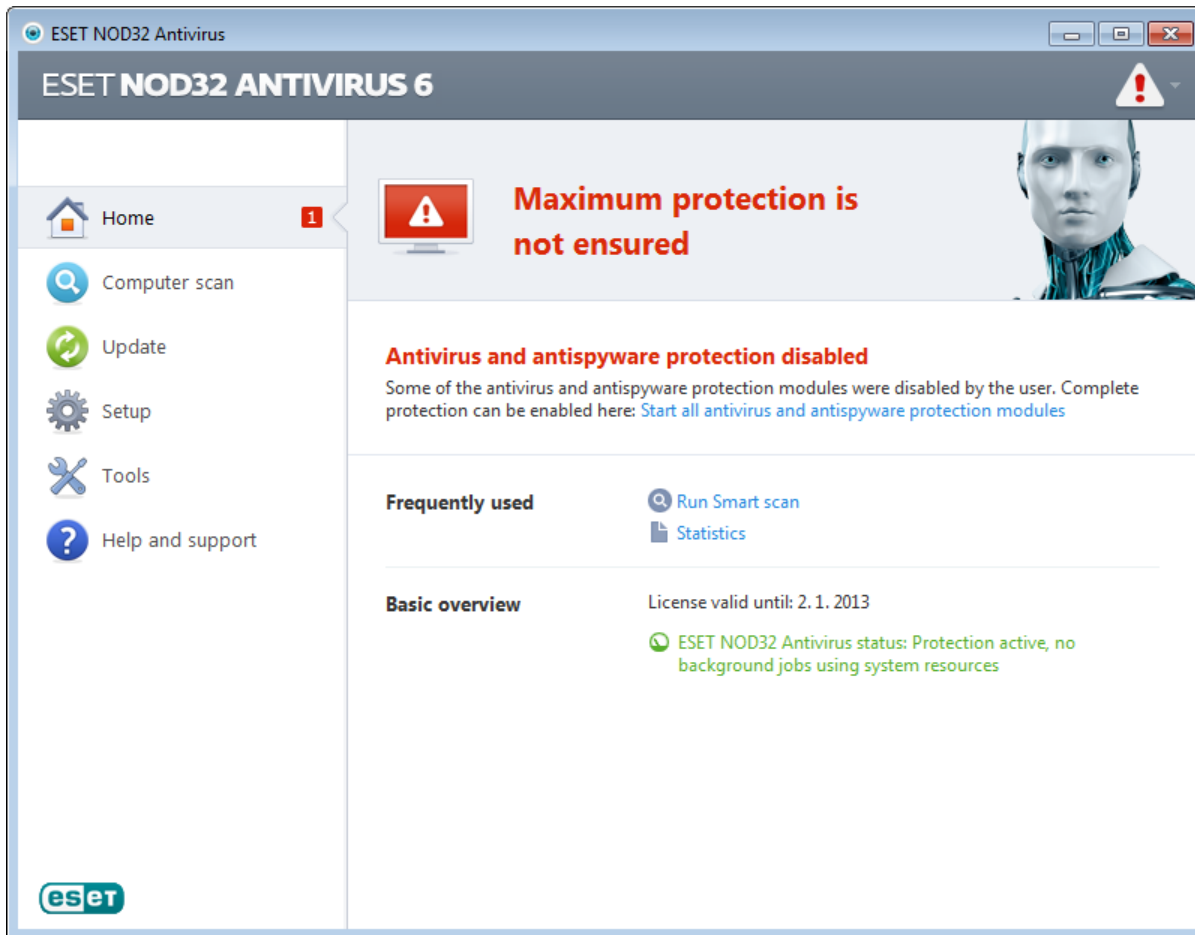 ESET NOD32 Antivirus
ESET NOD32 ANTIVIRUS 6
Home
1
Computer scan
Update
Setup
Tools
Help and support
eseT
Maximum protection is
not ensured
Antivirus and antispyware protection disabled
Some of the antivirus and antispyware protection modules were disabled by the user. Complete
protection can be enabled here: Start all antivirus and antispyware protection modules
Frequently used
Run Smart scan
Statistics
Basic overview
License valid until: 2. 1. 2013
ESET NOD32 Antivirus status: Protection active, no
background jobs using system resources